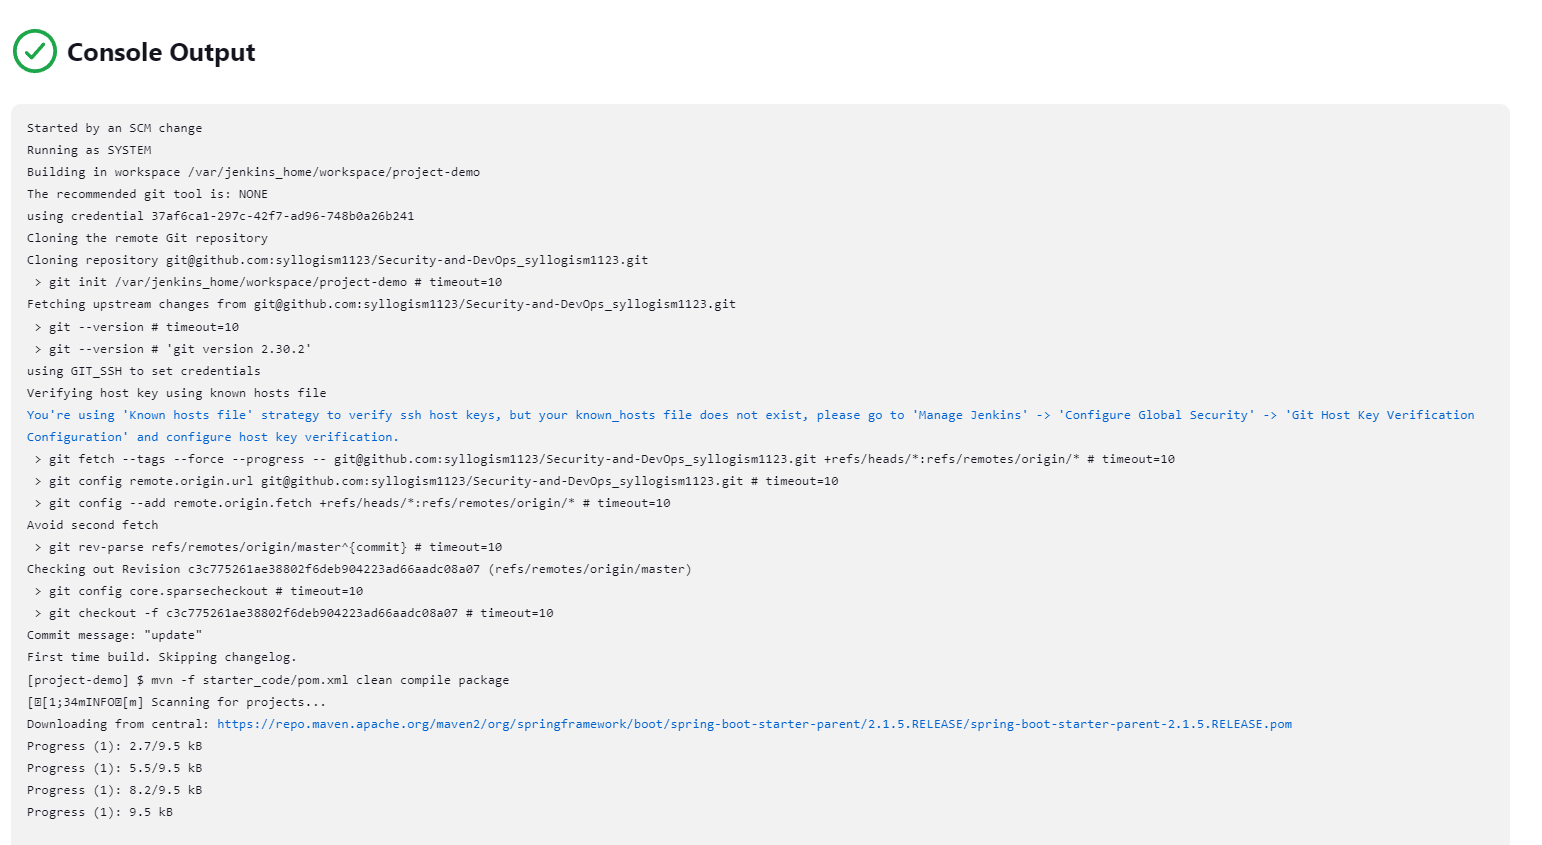 Console Output
Started by an SCM change
Running as SYSTEM
Building in workspace /var/jenkins_home/workspace/project-demo
The recommended git tool is: NONE
using credential 37af6ca1-297c-42f7-ad96-748b0a26b241
Cloning the remote Git repository
Cloning repository git@github.com:syllogism1123/Security-and-DevOps_syllogism1123.git
 > git init /var/jenkins_home/workspace/project-demo # timeout=10
Fetching upstream changes from git@github.com:syllogism1123/Security-and-DevOps_syllogism1123.git
 > git --version # timeout=10
 > git --version # 'git version 2.30.2'
using GIT_SSH to set credentials
Verifying host key using known hosts file
You're using 'Known hosts file' strategy to verify ssh host keys, but your known_hosts file does not exist, please go to 'Manage Jenkins' -> 'Configure Global Security' -> 'Git Host Key Verification
Configuration' and configure host key verification.
 > git fetch --tags --force --progress -- git@github.com:syllogism1123/Security-and-DevOps_syllogism1123.git +refs/heads/*:refs/remotes/origin/* # timeout=10
 > git config remote.origin.url git@github.com:syllogism1123/Security-and-DevOps_syllogism1123.git # timeout=10
 > git config --add remote.origin.fetch +refs/heads/*:refs/remotes/origin/* # timeout=10
Avoid second fetch
 > git rev-parse refs/remotes/origin/master^{commit} # timeout=10
Checking out Revision c3c775261ae38802f6deb904223ad66aadc08a07 (refs/remotes/origin/master)
 > git config core.sparsecheckout # timeout=10
 > git checkout -f c3c775261ae38802f6deb904223ad66aadc08a07 # timeout=10
Commit message: "update"
First time build. Skipping changelog.
[project-demo] $ mvn -f starter_code/pom.xml clean compile package
[␛[1;34mINFO␛[m] Scanning for projects...
Downloading from central: https://repo.maven.apache.org/maven2/org/springframework/boot/spring-boot-starter-parent/2.1.5.RELEASE/spring-boot-starter-parent-2.1.5.RELEASE.pom
Progress (1): 2.7/9.5 kB
Progress (1): 5.5/9.5 kB
Progress (1): 8.2/9.5 kB
Progress (1): 9.5 kB